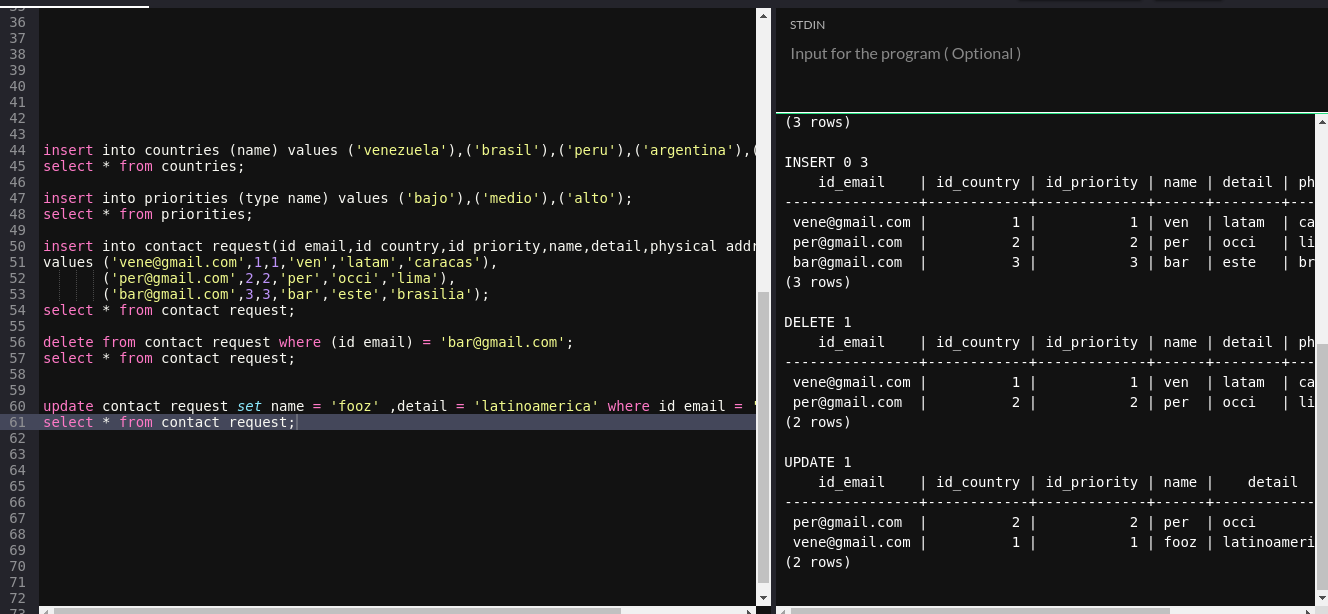 36
37
38
39
40
41
42
43
44 insert into countries (name) values ('venezuela'),('brasil'),('peru'),('argentina'),(
45 select * from countries;
46
47 insert into priorities (type name) values ('bajo'),('medio'),('alto');
48 select * from priorities;
49
50 insert into contact request(id email,id country,id priority,name,detail,physical addr
51 values ('vene@gmail.com',1,1,'ven','latam','caracas'),
52 ('per@gmail.com',2,2,'per','occi','lima'),
53 ('bar@gmail.com',3,3,'bar','este','brasilia');
54 select * from contact request;
55
56 delete from contact request where (id email) = 'bar@gmail.com';
57 select * from contact request;
58
59
60 update contact request set name = 'fooz' ,detail = 'latinoamerica' where id email = '
61 select * from contact request;
62
63
64
65
66
67
68
69
70
71
72
73
STDIN
Input for the program ( Optional )
(3 rows)
INSERT 0 3
id_email | id_country | id_priority | name | detail | ph
----------------+------------+-------------+------+--------+---
vene@gmail.com | 1 | 1 | ven | latam | ca
per@gmail.com | 2 | 2 | per | occi | li
bar@gmail.com | 3 | 3 | bar | este | br
(3 rows)
DELETE 1
id_email | id_country | id_priority | name | detail | ph
----------------+------------+-------------+------+--------+---
vene@gmail.com | 1 | 1 | ven | latam | ca
per@gmail.com | 2 | 2 | per | occi | li
(2 rows)
UPDATE 1
id_email | id_country | id_priority | name | detail
----------------+------------+-------------+------+-----------
per@gmail.com | 2 | 2 | per | occi
vene@gmail.com | 1 | 1 | fooz | latinoameri
(2 rows)